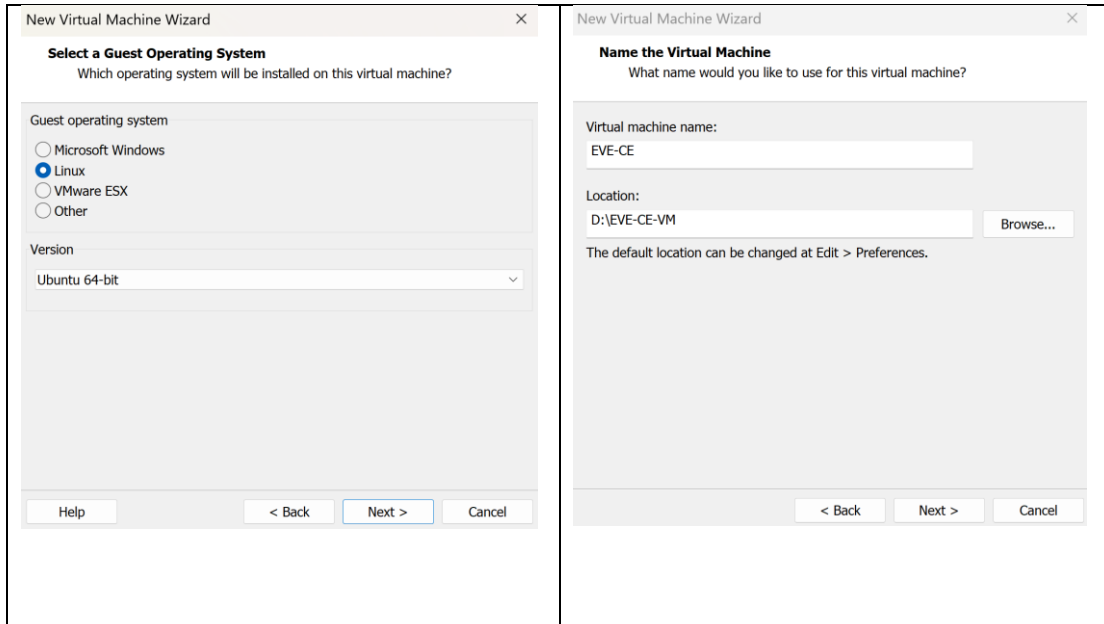 New Virtual Machine Wizard
Select a Guest Operating System
Which operating system will be installed on this virtual machine?
Guest operating system
Microsoft Windows
Linux
VMware ESX
Other
Version
Ubuntu 64-bit
Help
< Back
Next >
Cancel
New Virtual Machine Wizard
Name the Virtual Machine
What name would you like to use for this virtual machine?
Virtual machine name:
EVE-CE
Location:
D:\EVE-CE-VM
Browse...
The default location can be changed at Edit > Preferences.
< Back
Next >
Cancel